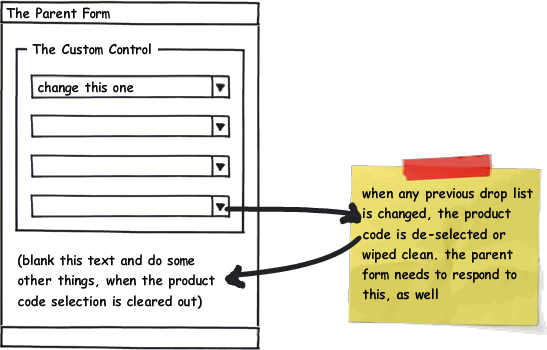 The Parent Form
The Custom Control
change this one
(blank this text and do some
other things, when the product
code selection is cleared out)
when any previous drop list
is changed, the product
code is de-selected or
wiped clean. the parent
form needs to respond to
this, as well